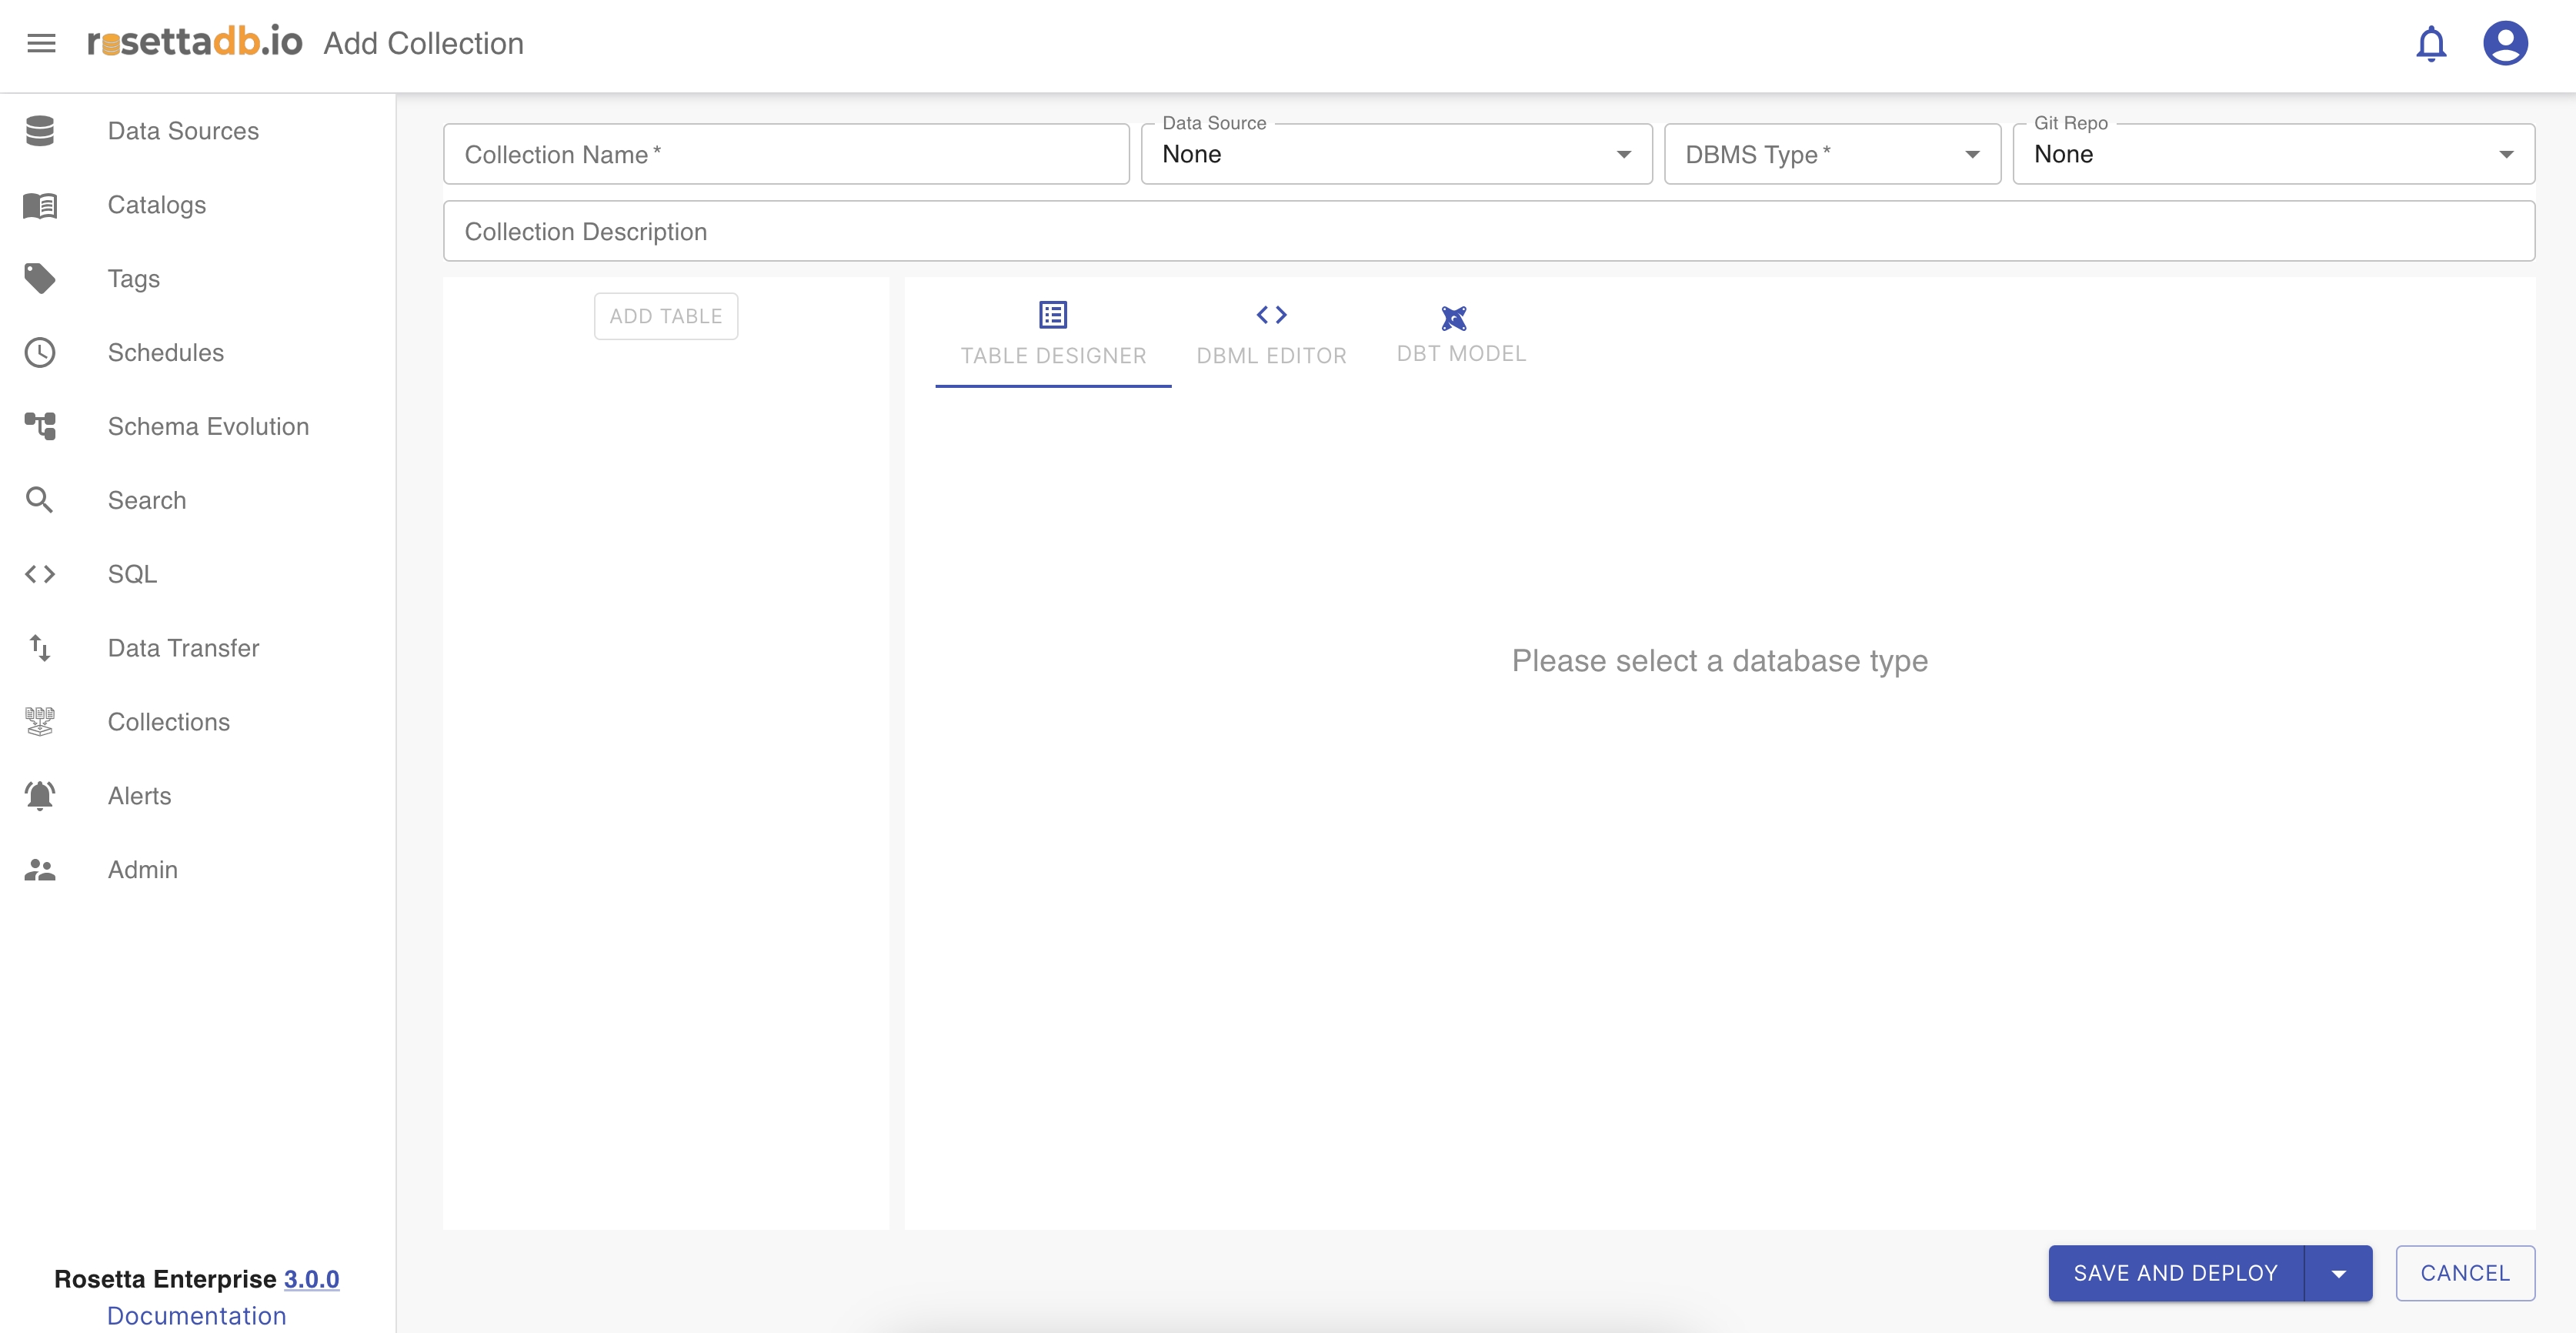 rosettadb.io Add Collection
Data Sources
Catalogs
Tags
Schedules
Schema Evolution
Search
SQL
Data Transfer
Collections
Alerts
Admin
Rosetta Enterprise 3.0.0
Documentation
Collection Name *
Data Source
None
DBMS Type *
Git Repo
None
Collection Description
ADD TABLE
TABLE DESIGNER
DBML EDITOR
DBT MODEL
Please select a database type
SAVE AND DEPLOY
CANCEL